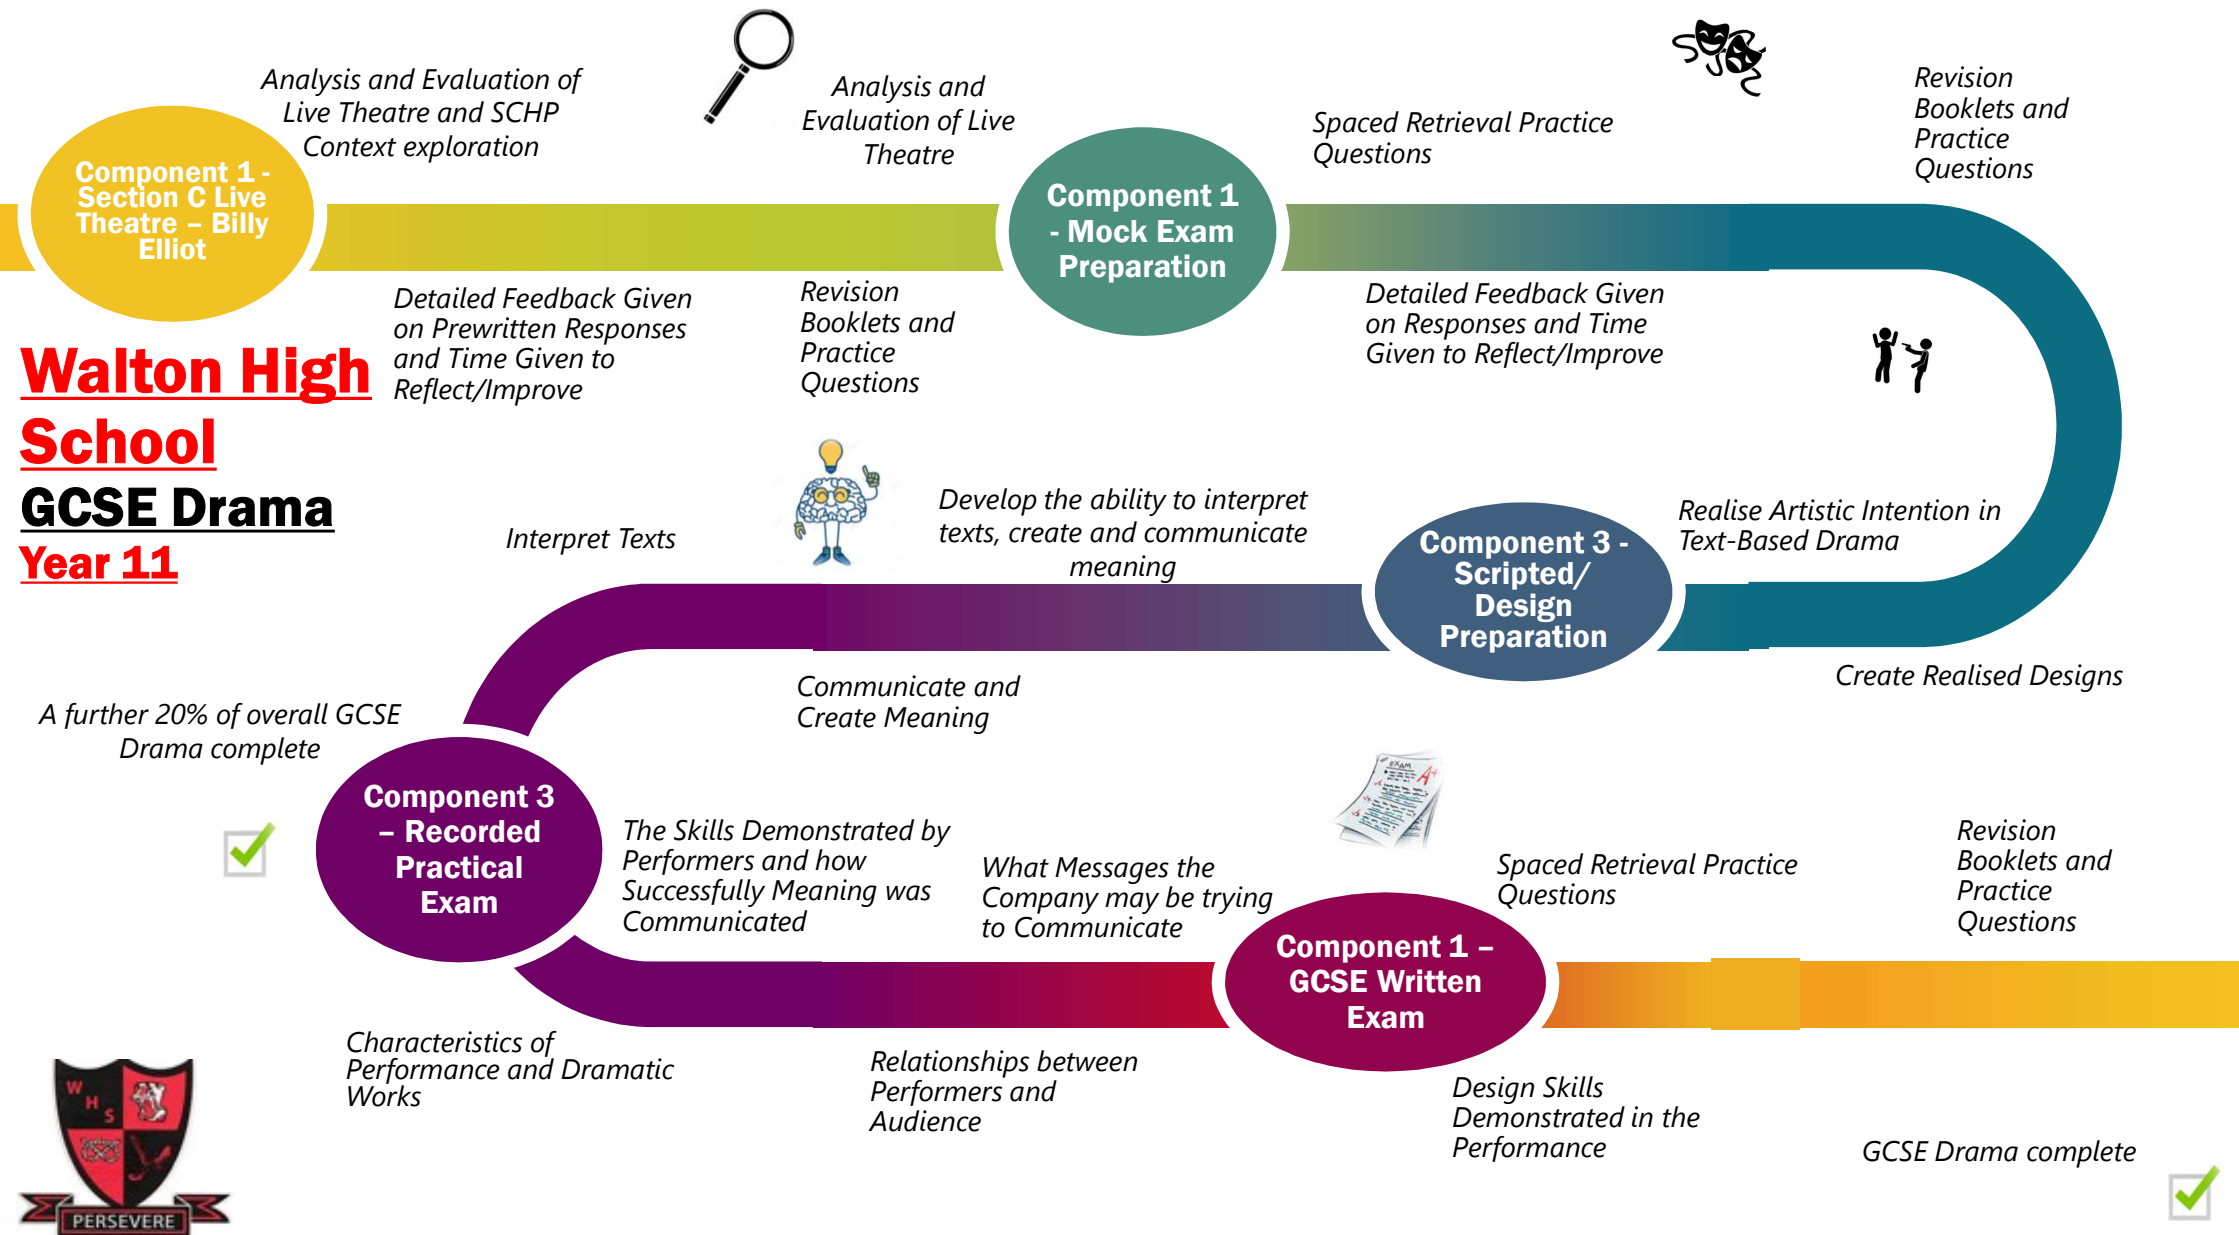 Analysis and Evaluation of
Live Theatre and SCHP
Context exploration
Analysis and
Evaluation of Live
Theatre
Spaced Retrieval Practice
Questions
Revision
Booklets and
Practice
Questions
Component 1 -
Section C Live
Theatre – Billy
Elliot
Component 1
- Mock Exam
Preparation
Detailed Feedback Given
on Prewritten Responses
and Time Given to
Reflect/Improve
Revision
Booklets and
Practice
Questions
Detailed Feedback Given
on Responses and Time
Given to Reflect/Improve
Walton High
School
GCSE Drama
Year 11
Interpret Texts
Develop the ability to interpret
texts, create and communicate
meaning
Component 3 -
Scripted/
Design
Preparation
Realise Artistic Intention in
Text-Based Drama
Create Realised Designs
Communicate and
Create Meaning
A further 20% of overall GCSE
Drama complete
Component 3
– Recorded
Practical
Exam
The Skills Demonstrated by
Performers and how
Successfully Meaning was
Communicated
What Messages the
Company may be trying
to Communicate
EXAM
A+
Component 1 –
GCSE Written
Exam
Spaced Retrieval Practice
Questions
Revision
Booklets and
Practice
Questions
Characteristics of
Performance and Dramatic
Works
Relationships between
Performers and
Audience
Design Skills
Demonstrated in the
Performance
GCSE Drama complete
W H S
PERSEVERE